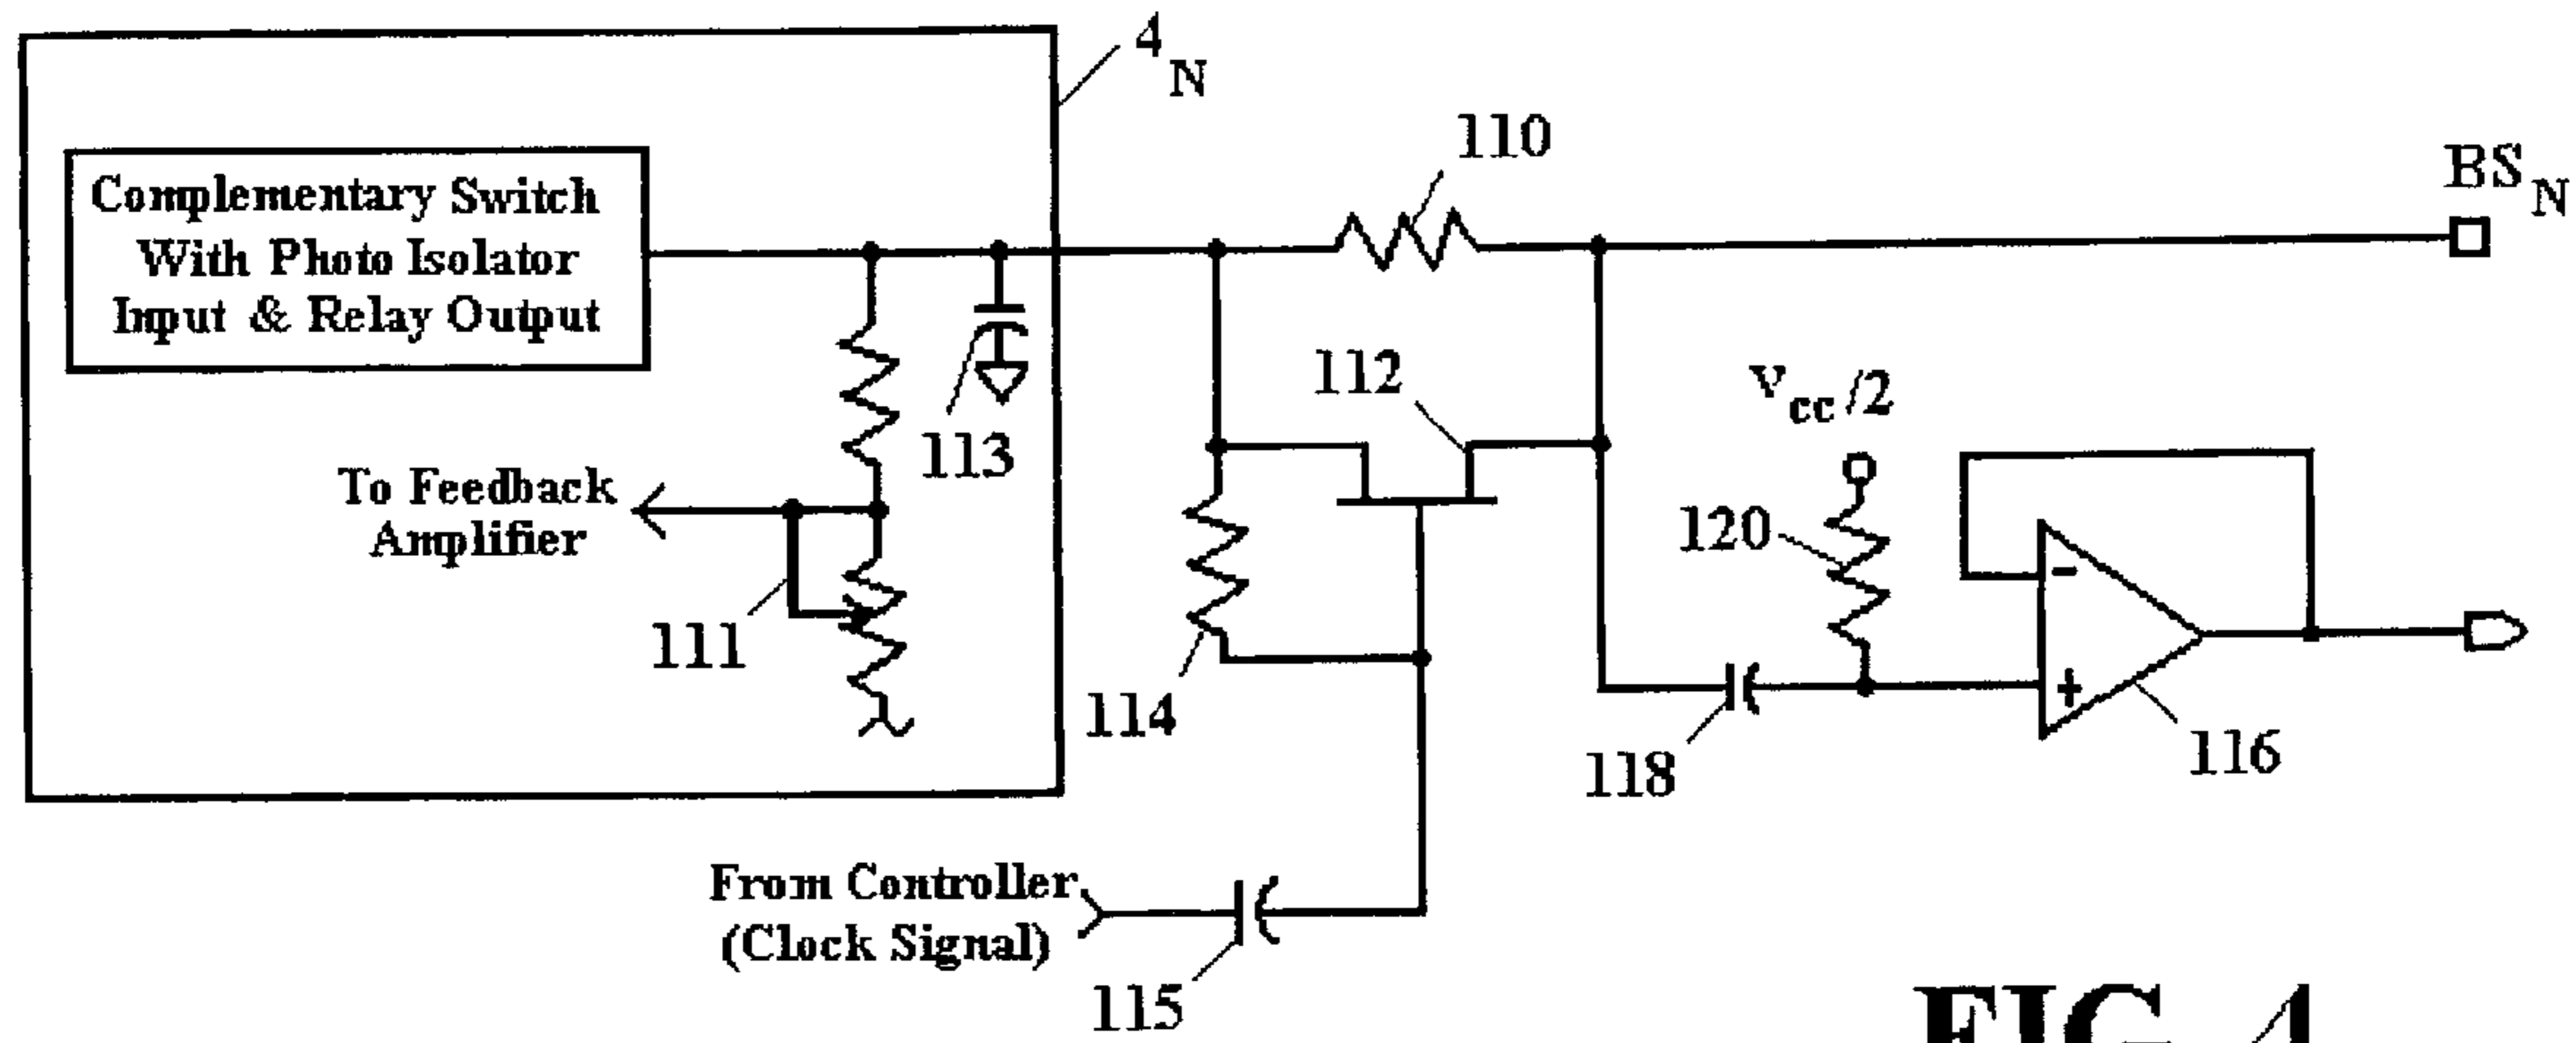 4N
Complementary Switch
With Photo Isolator
Input & Relay Output
110
BSN
113
112
Vcc/2
To Feedback
Amplifier
120
-
111
114
+
118
116
From Controller
(Clock Signal)
115
FIG. 4